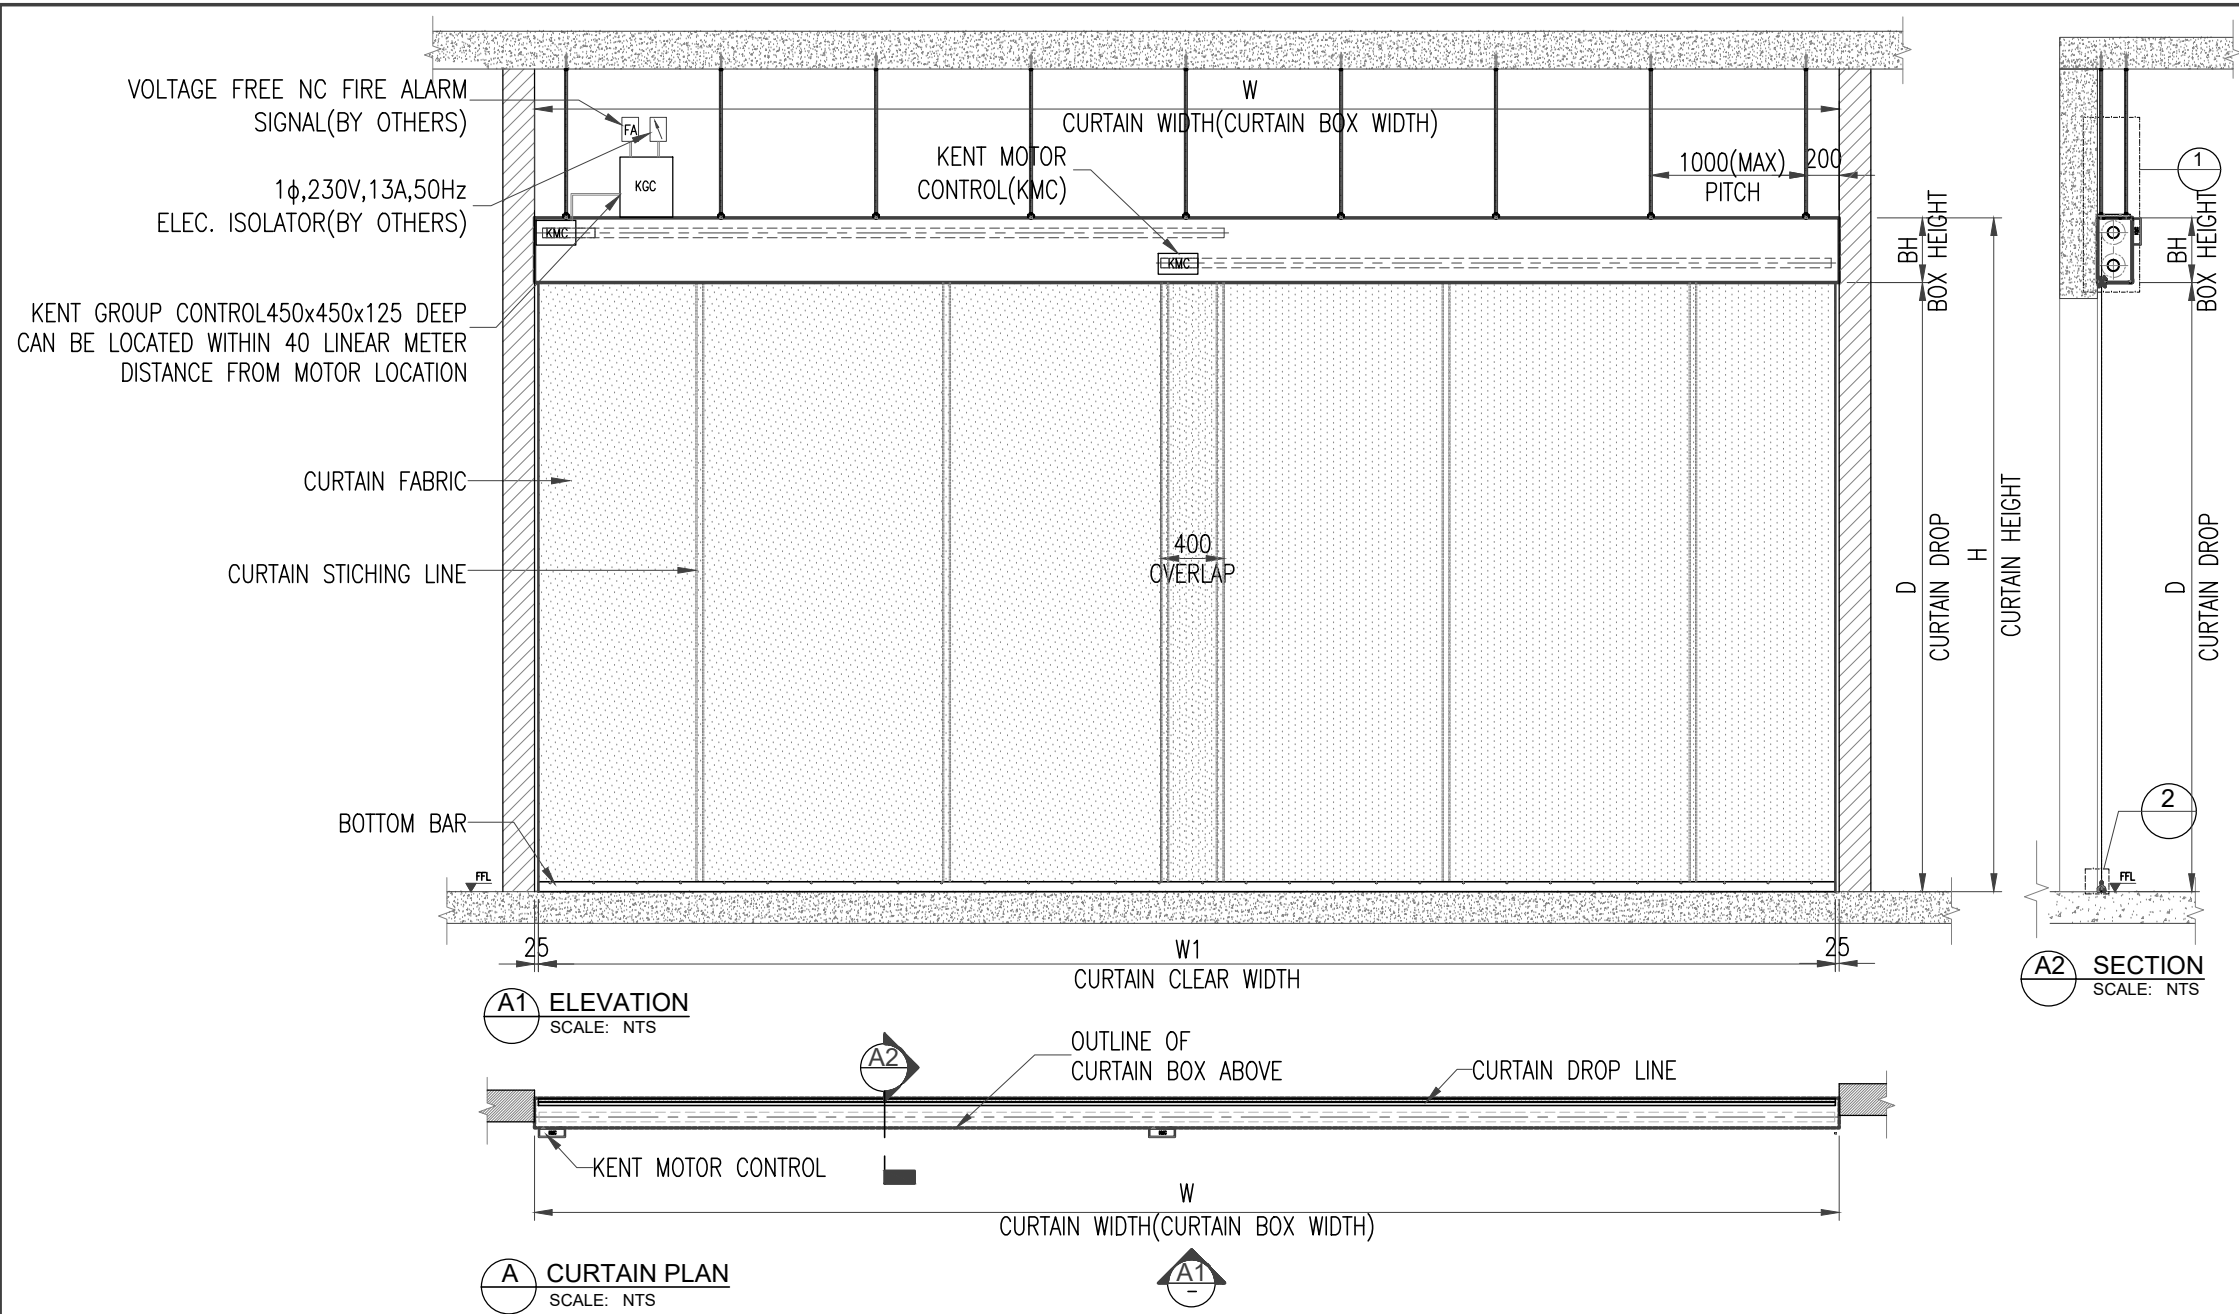 VOLTAGE FREE NC FIRE ALARM
SIGNAL(BY OTHERS)
1ϕ,230V,13A,50Hz
ELEC. ISOLATOR(BY OTHERS)
KENT GROUP CONTROL450x450x125 DEEP
CAN BE LOCATED WITHIN 40 LINEAR METER
DISTANCE FROM MOTOR LOCATION
CURTAIN FABRIC
CURTAIN STICHING LINE
BOTTOM BAR
FFL
FA
KGC
KMC
W
CURTAIN WIDTH(CURTAIN BOX WIDTH)
KENT MOTOR
CONTROL(KMC)
KMC
1000(MAX)
PITCH
200
400
OVERLAP
BH
BOX HEIGHT
D
CURTAIN DROP
H
CURTAIN HEIGHT
25
W1
CURTAIN CLEAR WIDTH
25
A1
ELEVATION
SCALE: NTS
1
BH
BOX HEIGHT
D
CURTAIN DROP
2
FFL
A2
SECTION
SCALE: NTS
A2
OUTLINE OF
CURTAIN BOX ABOVE
CURTAIN DROP LINE
KENT MOTOR CONTROL
W
CURTAIN WIDTH(CURTAIN BOX WIDTH)
A
CURTAIN PLAN
SCALE: NTS
A1
-